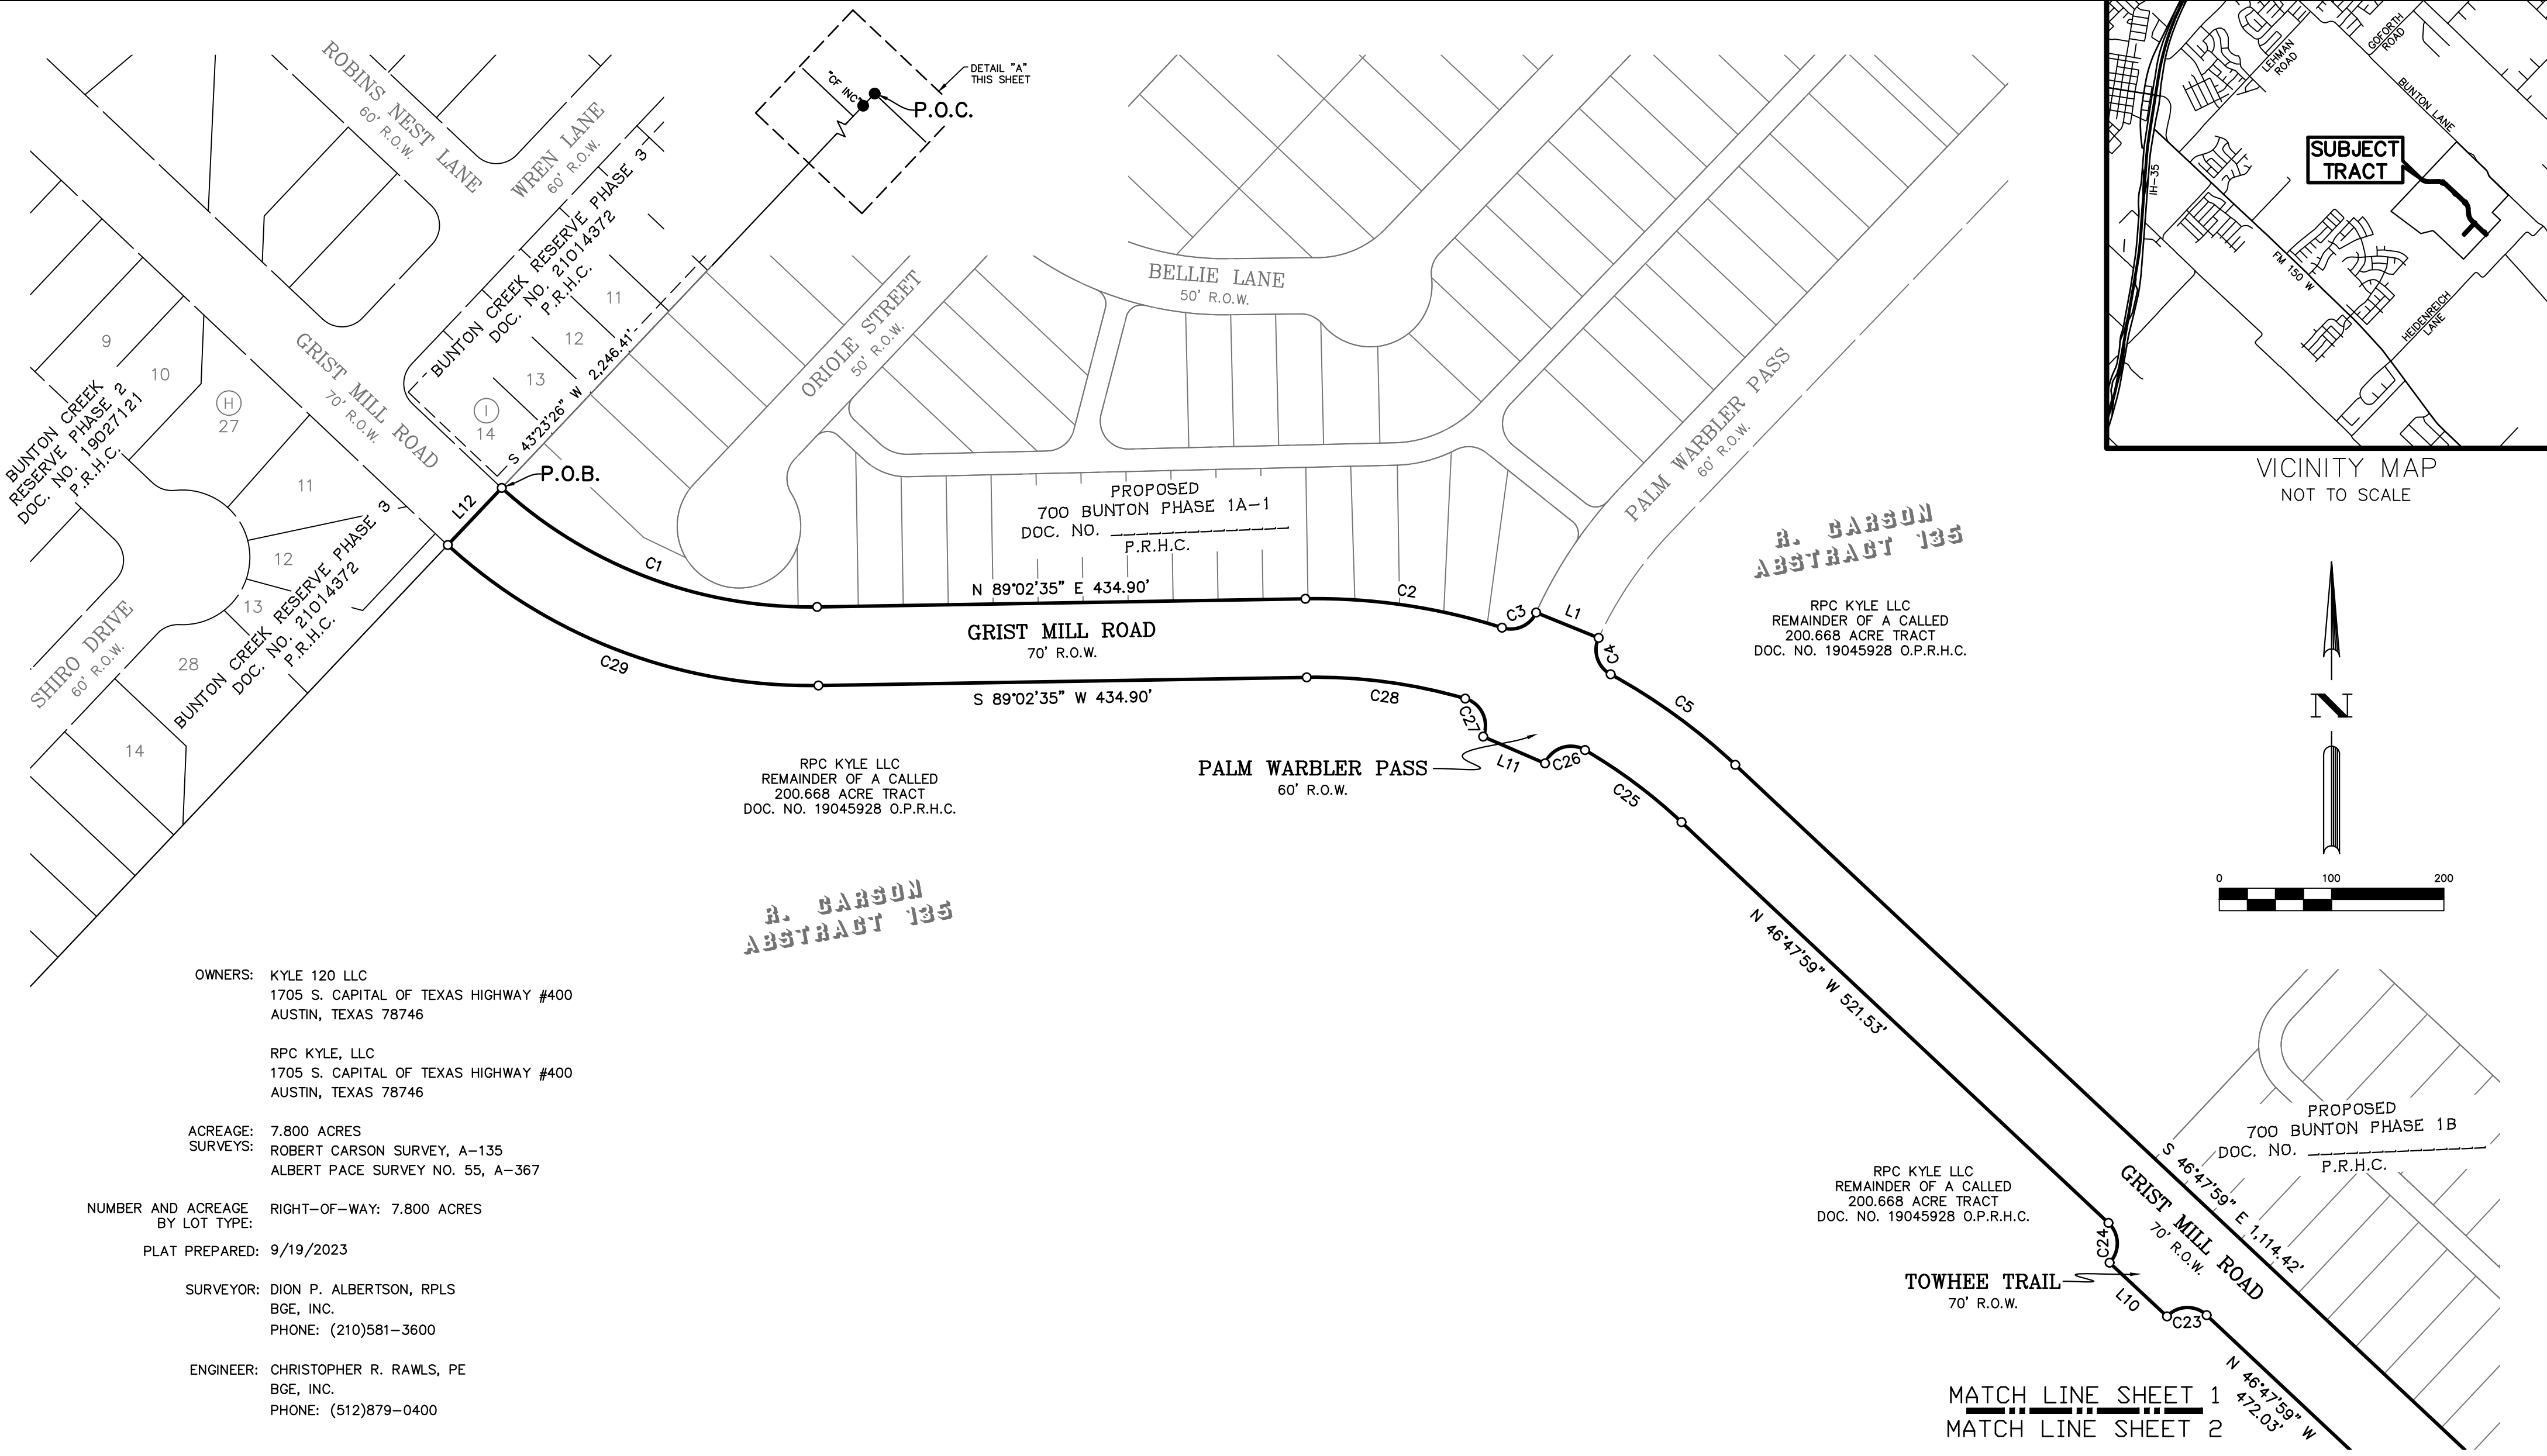 ROBINS NEST LANE
60' R.O.W.
WREN LANE
60' R.O.W.
"CF INC"
DETAIL "A"
THIS SHEET
P.O.C.
BUNTON CREEK RESERVE PHASE 3
DOC. NO. 21014372
P.R.H.C.
11
12
13
I
14
S 43°23'26" W 2,246.41'
P.O.B.
GRIST MILL ROAD
70' R.O.W.
9
10
H
27
BUNTON CREEK
RESERVE PHASE 2
DOC. NO. 19027121
P.R.H.C.
11
12
13
28
14
BUNTON CREEK RESERVE PHASE 3
DOC. NO. 21014372
P.R.H.C.
SHIRO DRIVE
60' R.O.W.
L12
ORIOLE STREET
50' R.O.W.
BELLIE LANE
50' R.O.W.
PALM WARBLER PASS
60' R.O.W.
PROPOSED
700 BUNTON PHASE 1A-1
DOC. NO. ______________
P.R.H.C.
C1
N 89°02'35" E 434.90'
C2
C3
L1
C4
C5
GRIST MILL ROAD
70' R.O.W.
C29
S 89°02'35" W 434.90'
C28
C27
L11
C26
C25
PALM WARBLER PASS
60' R.O.W.
R. CARSON
ABSTRACT 135
RPC KYLE LLC
REMAINDER OF A CALLED
200.668 ACRE TRACT
DOC. NO. 19045928 O.P.R.H.C.
RPC KYLE LLC
REMAINDER OF A CALLED
200.668 ACRE TRACT
DOC. NO. 19045928 O.P.R.H.C.
R. CARSON
ABSTRACT 135
LEHMAN
ROAD
GOFORTH
ROAD
BUNTON LANE
SUBJECT
TRACT
IH-35
FM 150 W
HEIDENREICH
LANE
VICINITY MAP
NOT TO SCALE
N
0 100 200
N 46°47'59" W 521.53'
S 46°47'59" E 1,114.42'
PROPOSED
700 BUNTON PHASE 1B
DOC. NO. ______________
P.R.H.C.
GRIST MILL ROAD
70' R.O.W.
RPC KYLE LLC
REMAINDER OF A CALLED
200.668 ACRE TRACT
DOC. NO. 19045928 O.P.R.H.C.
C24
TOWHEE TRAIL
70' R.O.W.
L10
C23
N 46°47'59" W
472.03'
MATCH LINE SHEET 1
MATCH LINE SHEET 2
OWNERS: KYLE 120 LLC
1705 S. CAPITAL OF TEXAS HIGHWAY #400
AUSTIN, TEXAS 78746
RPC KYLE, LLC
1705 S. CAPITAL OF TEXAS HIGHWAY #400
AUSTIN, TEXAS 78746
ACREAGE: 7.800 ACRES
SURVEYS: ROBERT CARSON SURVEY, A-135
ALBERT PACE SURVEY NO. 55, A-367
NUMBER AND ACREAGE
BY LOT TYPE: RIGHT-OF-WAY: 7.800 ACRES
PLAT PREPARED: 9/19/2023
SURVEYOR: DION P. ALBERTSON, RPLS
BGE, INC.
PHONE: (210)581-3600
ENGINEER: CHRISTOPHER R. RAWLS, PE
BGE, INC.
PHONE: (512)879-0400